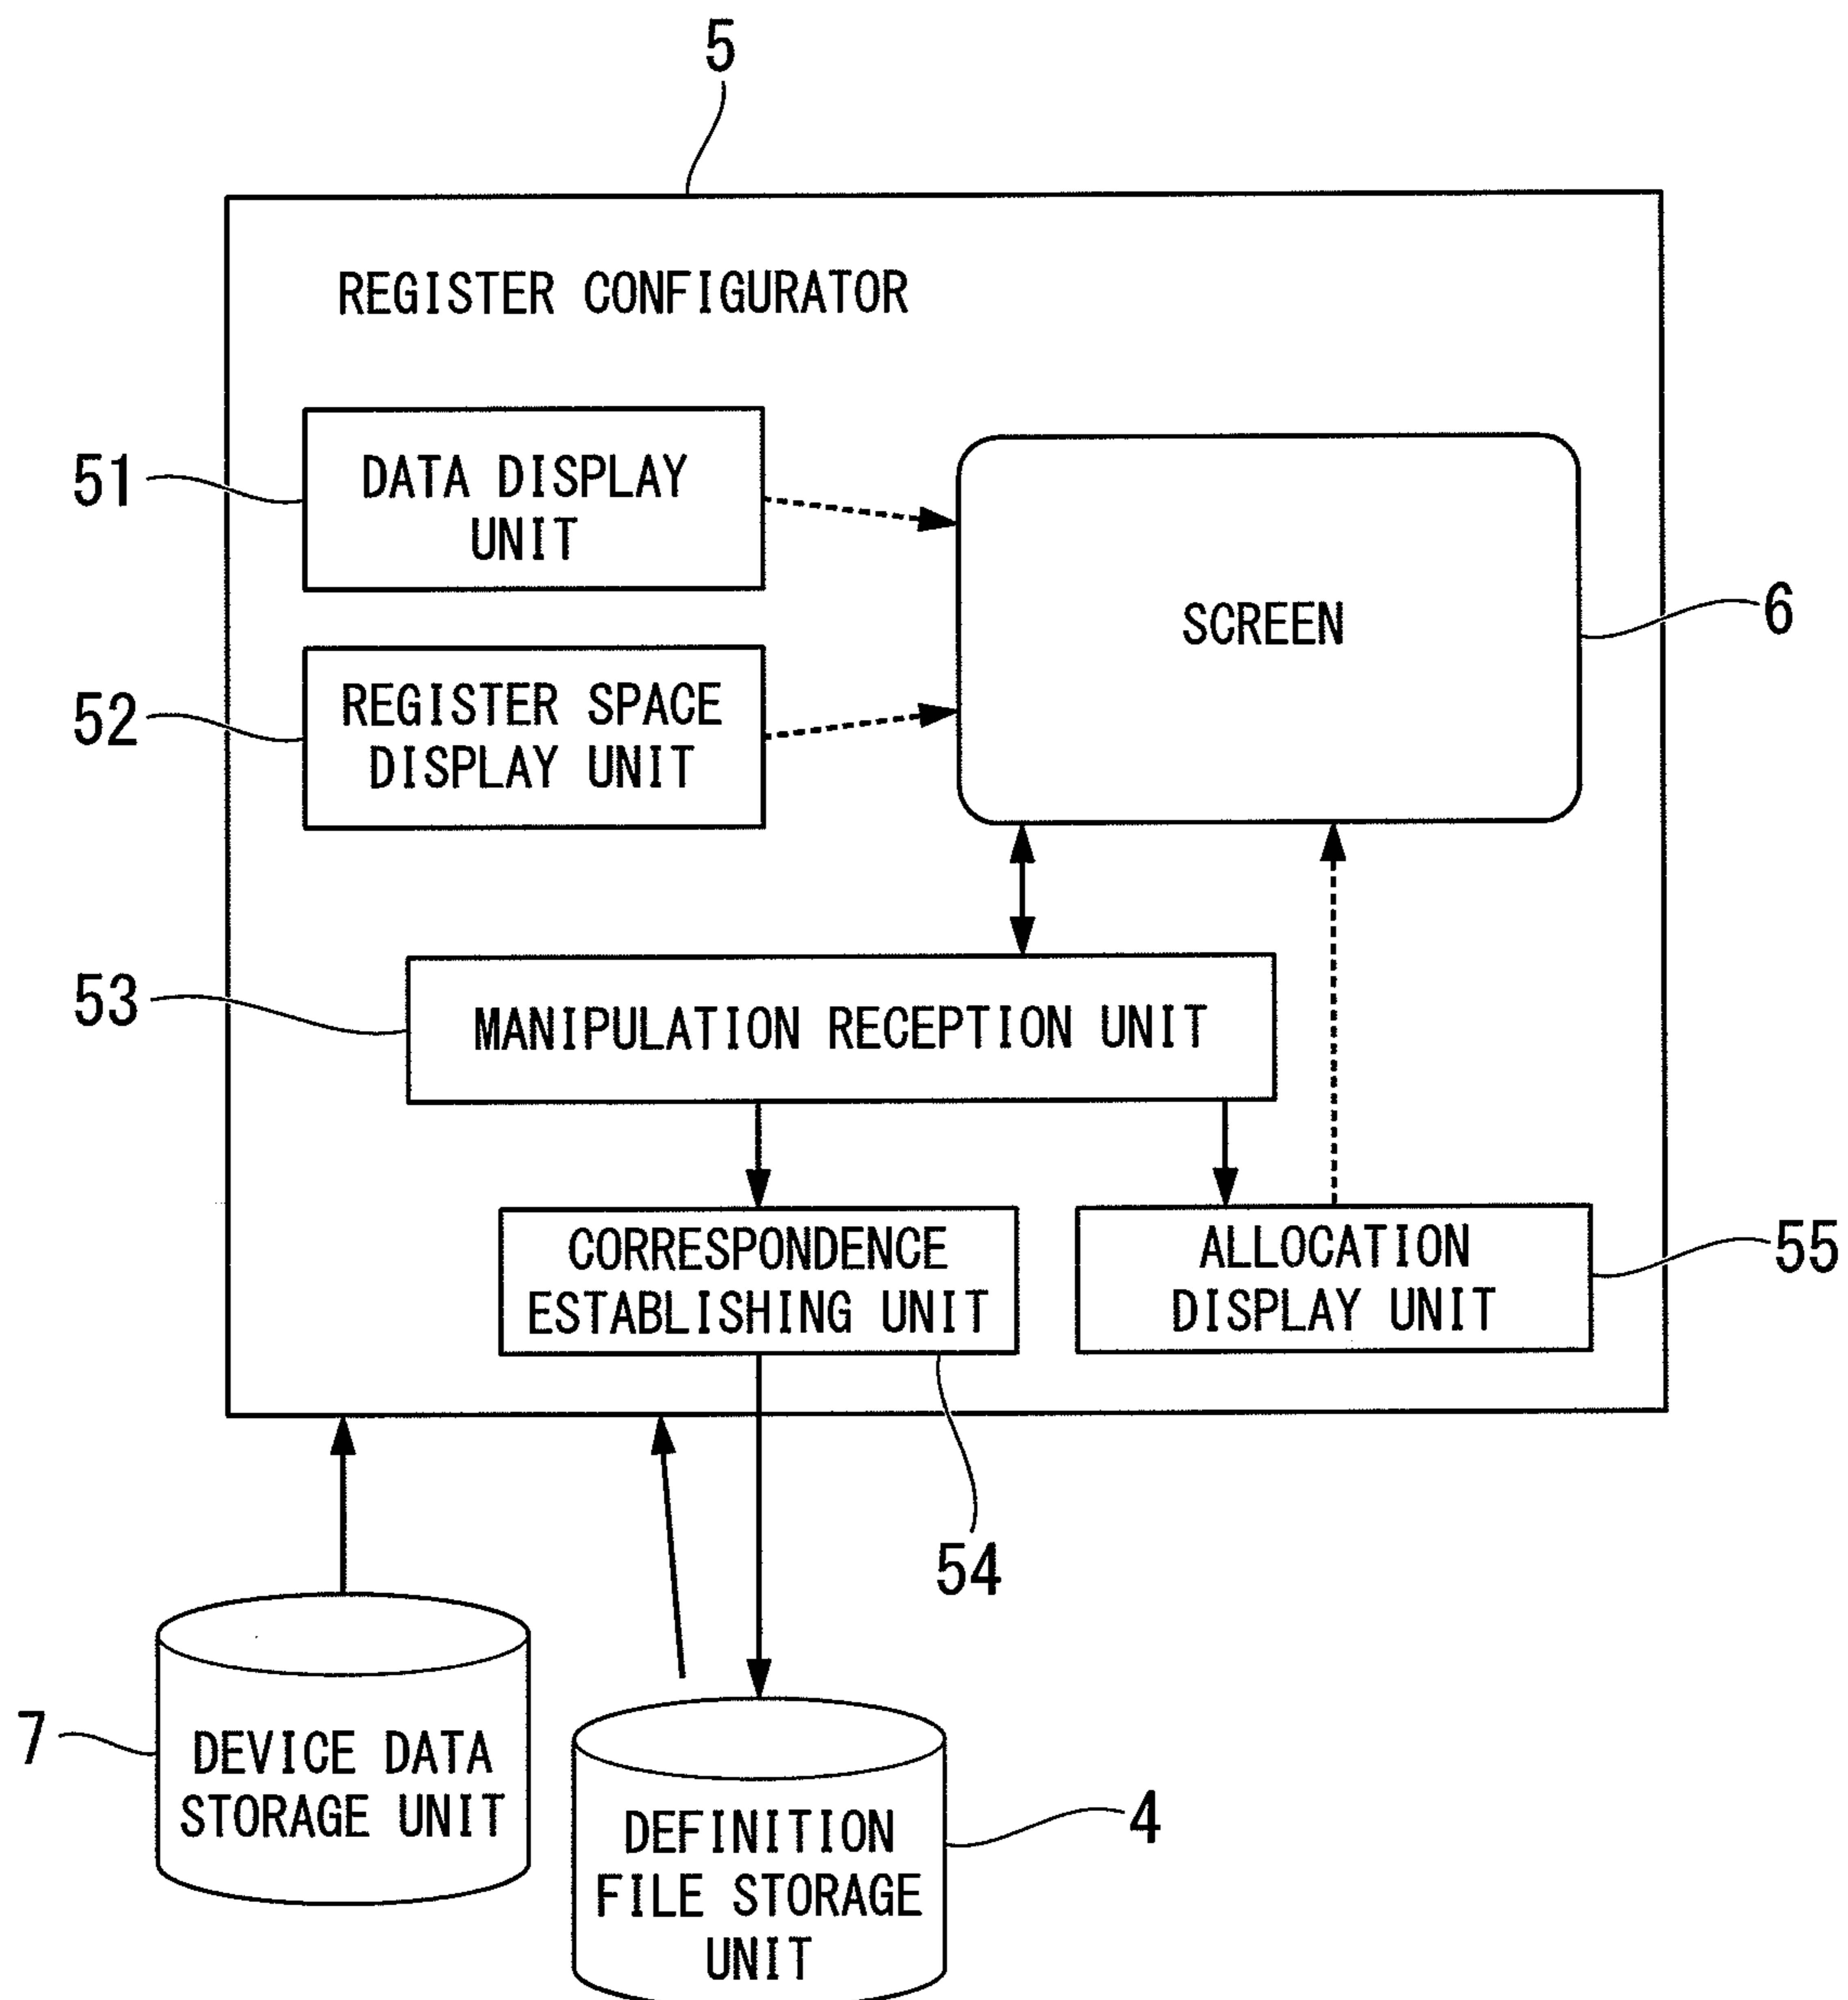 5
REGISTER CONFIGURATOR
51
DATA DISPLAY
UNIT
SCREEN
6
52
REGISTER SPACE
DISPLAY UNIT
53
MANIPULATION RECEPTION UNIT
CORRESPONDENCE
ESTABLISHING UNIT
ALLOCATION
DISPLAY UNIT
55
54
7
DEVICE DATA
STORAGE UNIT
DEFINITION
FILE STORAGE
UNIT
4